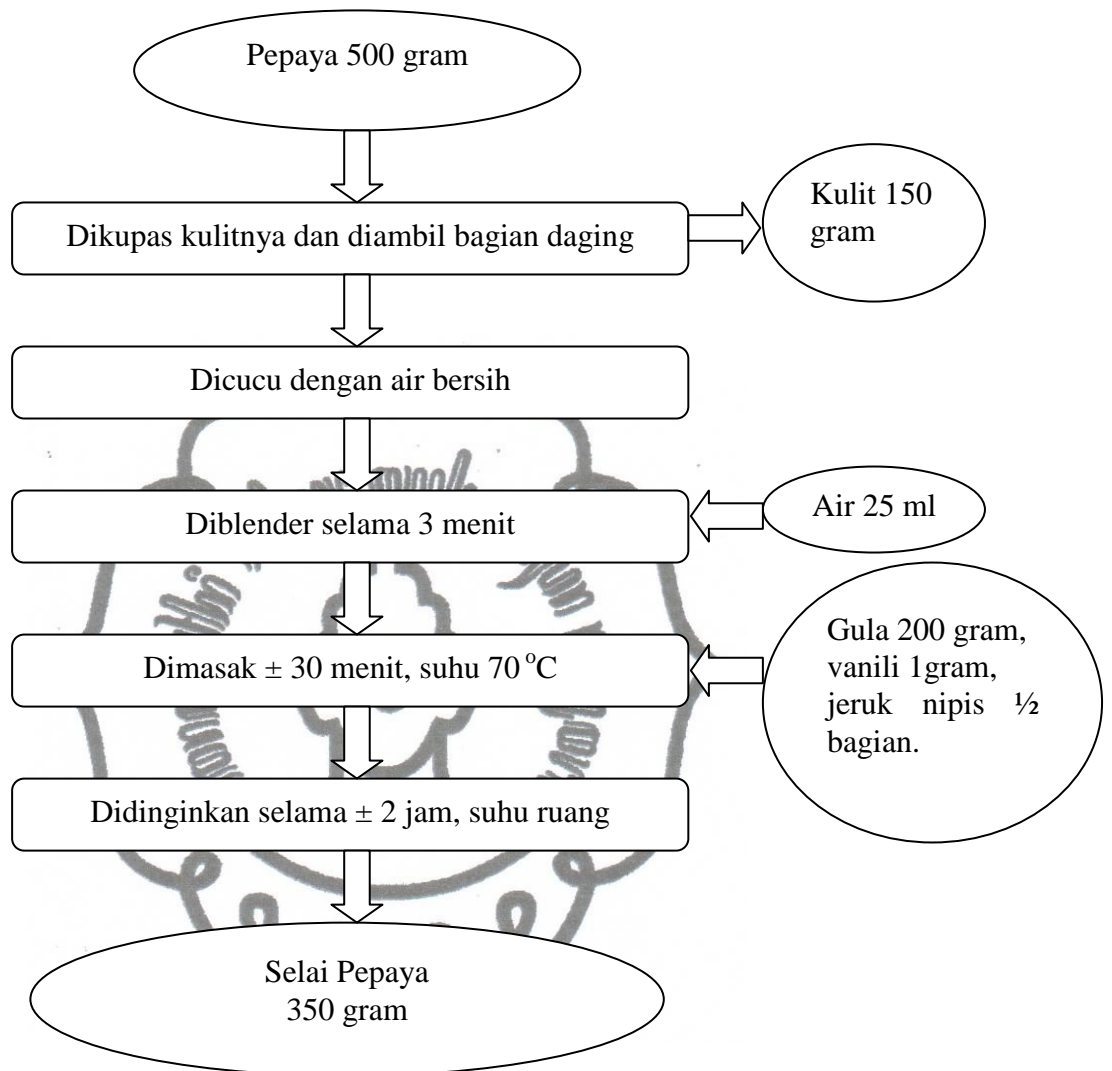 Pepaya 500 gram
Dikupas kulitnya dan diambil bagian daging
Kulit 150
gram
Dicucu dengan air bersih
Diblender selama 3 menit
Air 25 ml
Dimasak ± 30 menit, suhu 70 °C
Gula 200 gram,
vanili 1gram,
jeruk nipis ½
bagian.
Didinginkan selama ± 2 jam, suhu ruang
Selai Pepaya
350 gram